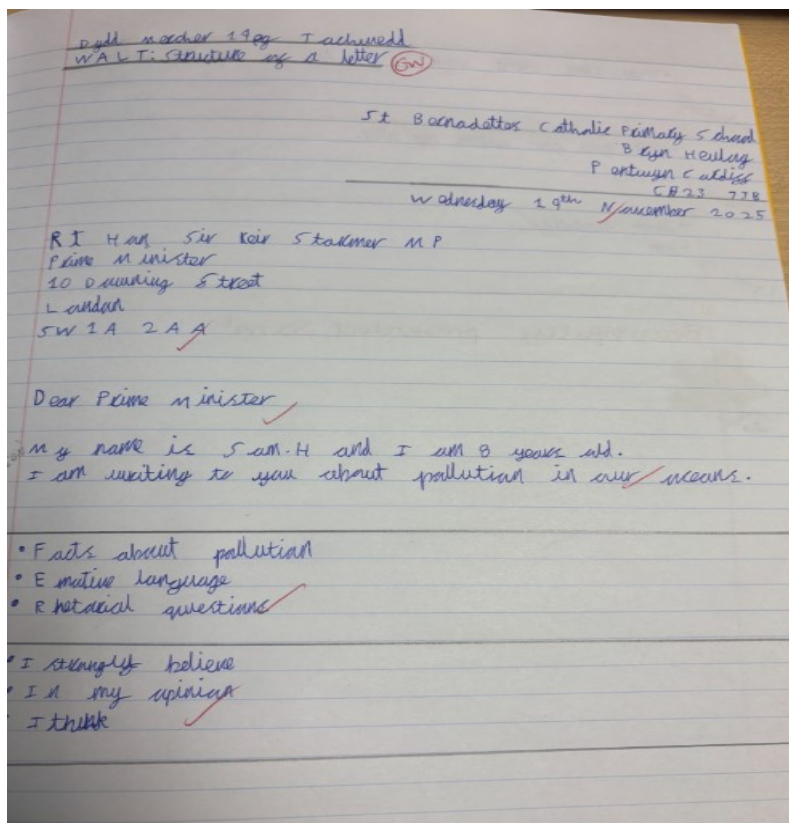 Dydd Mercher 19eg Tachwedd
WALT: Structure of a letter GW
St Bernadettes Catholic Primary School
Bryn Heulog
Pentwyn Cardiff
CF23 7JB
Wednesday 19th November 2025
RT Hon Sir Keir Starmer MP
Prime Minister
10 Downing Street
London
SW1A 2AA
Dear Prime Minister
My name is Sam.H and I am 8 years old.
I am writing to you about pollution in our oceans.
• Facts about pollution
• Emotive language
• Rhetorical questions
• I strongly believe
• In my opinion
• I think